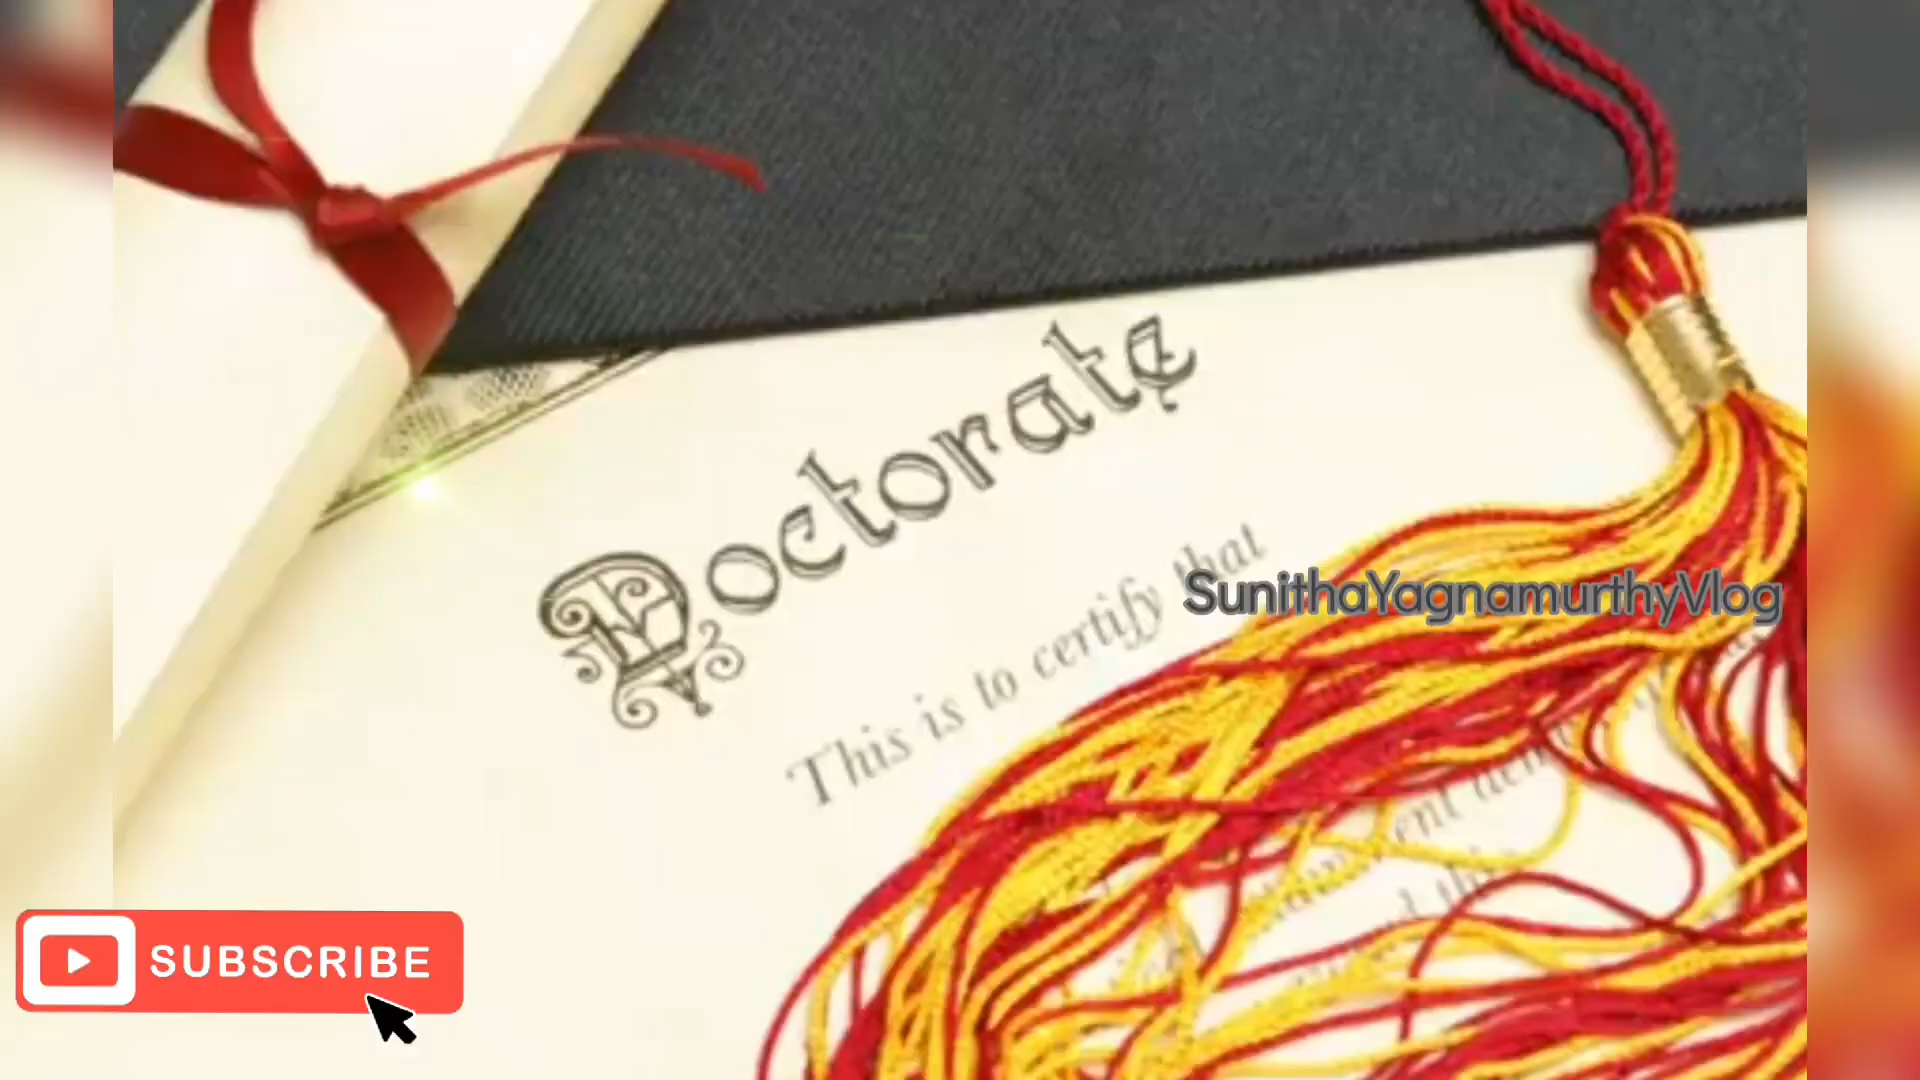 Doctorate
This is to certify that
SunithaYagnamurthyVlog
SUBSCRIBE